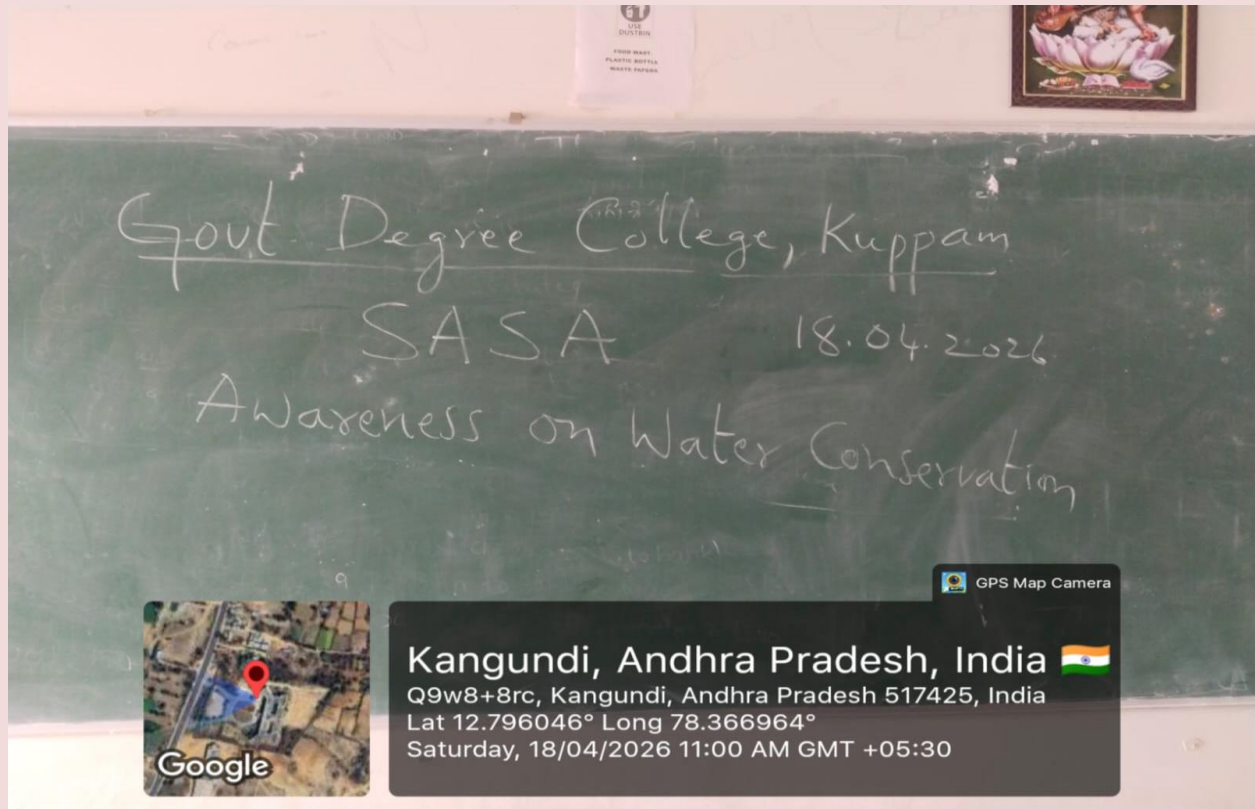 USE
DUSTBIN
FOOD WAST
PLASTIC BOTTLE
WASTE PAPERS
Govt. Degree College, Kuppam
SASA 18.04.2026
Awareness on Water Conservation
GPS Map Camera
Kangundi, Andhra Pradesh, India
Q9w8+8rc, Kangundi, Andhra Pradesh 517425, India
Lat 12.796046° Long 78.366964°
Saturday, 18/04/2026 11:00 AM GMT +05:30
Google